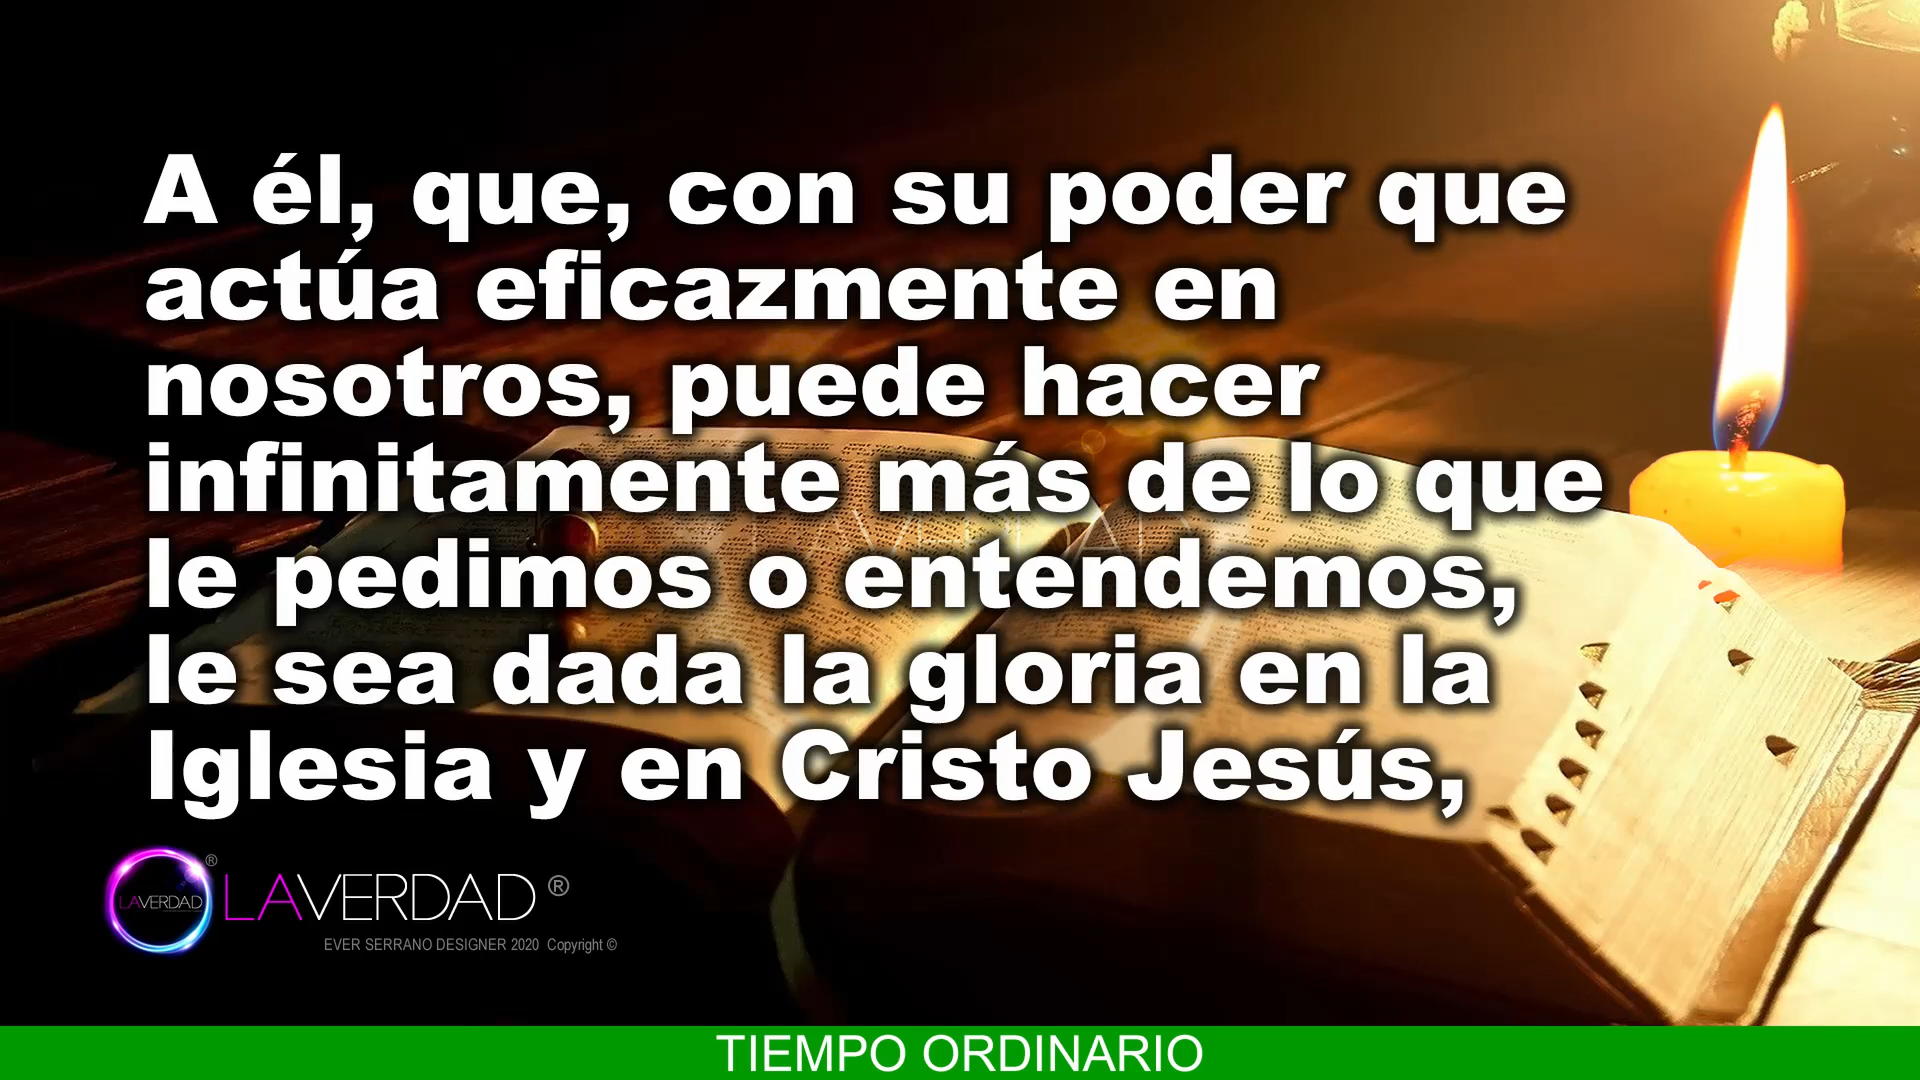 A él, que, con su poder que
actúa eficazmente en
nosotros, puede hacer
infinitamente más de lo que
le pedimos o entendemos,
le sea dada la gloria en la
Iglesia y en Cristo Jesús,
LAVERDAD ®
LAVERDAD ®
EVER SERRANO DESIGNER 2020 Copyright ©
TIEMPO ORDINARIO